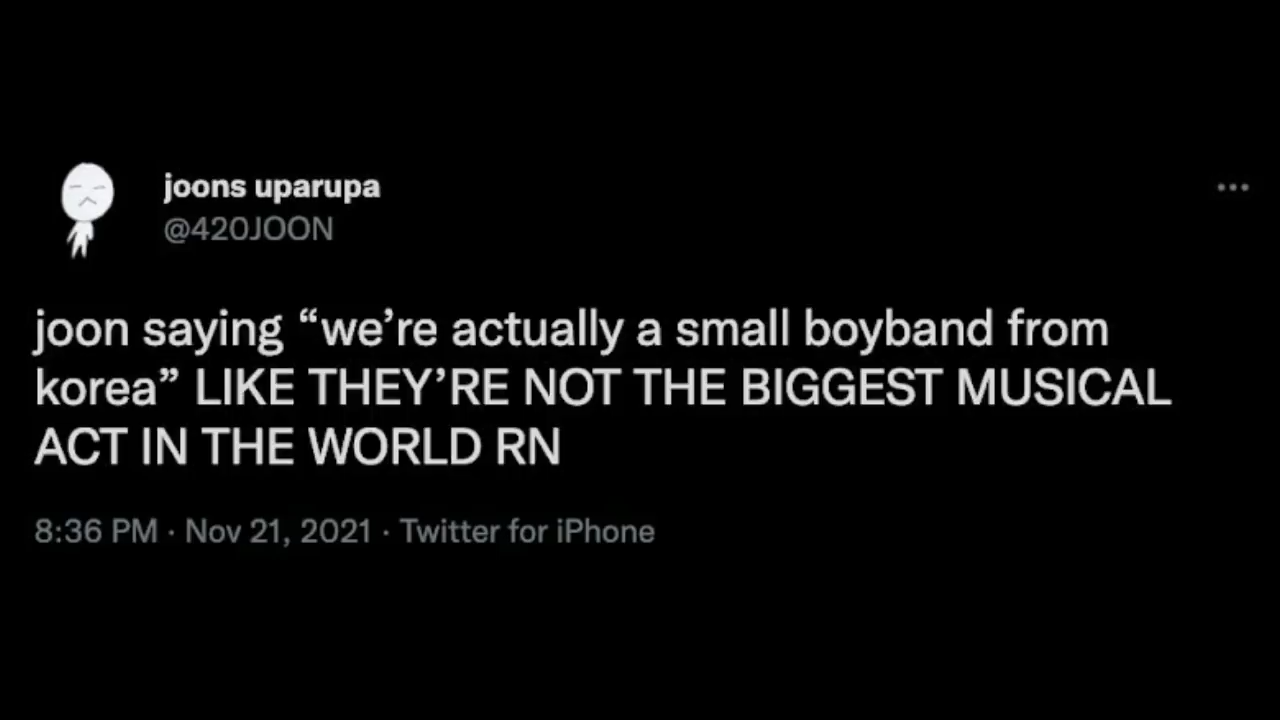 joons uparupa
@420JOON
joon saying “we’re actually a small boyband from
korea” LIKE THEY’RE NOT THE BIGGEST MUSICAL
ACT IN THE WORLD RN
8:36 PM · Nov 21, 2021 · Twitter for iPhone